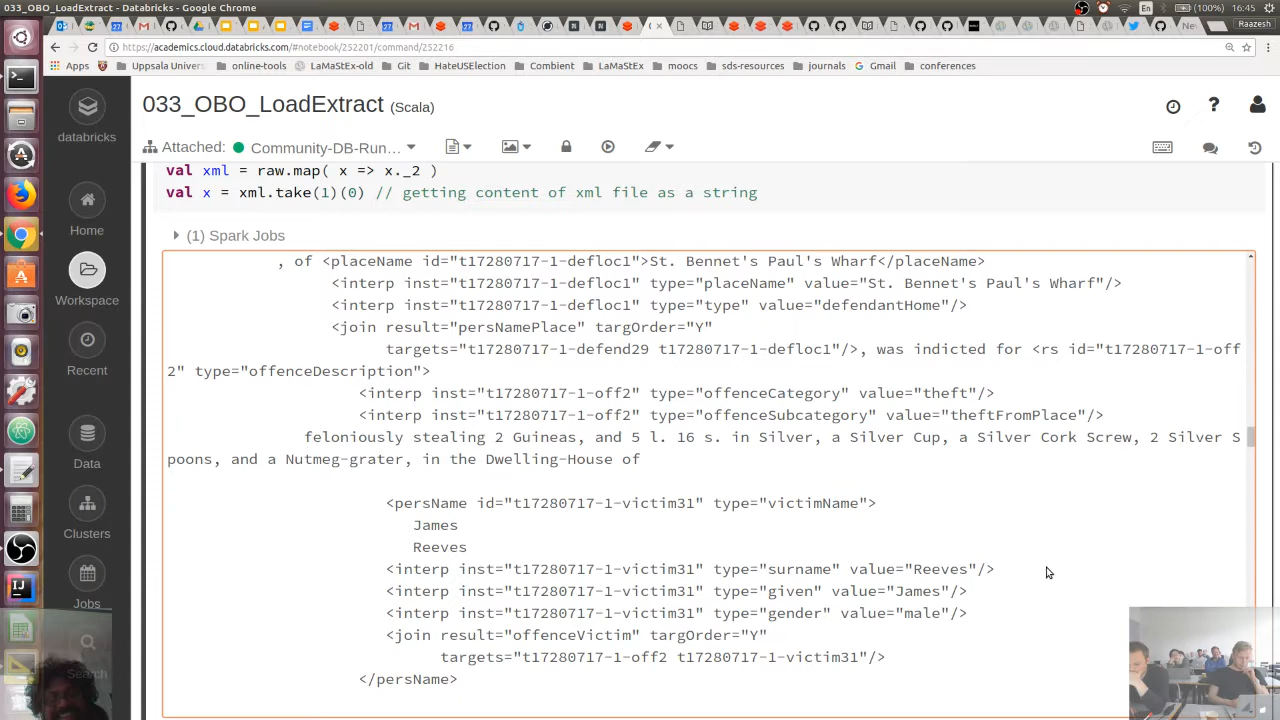 033_OBO_LoadExtract - Databricks - Google Chrome
En
(100%)
16:45
Raazesh
https://academics.cloud.databricks.com/#notebook/252201/command/252216
Apps
Uppsala Univers
online-tools
LaMaStEx-old
Git
HateUSElection
Combient
LaMaStEx
moocs
sds-resources
journals
Gmail
conferences
databricks
Home
Workspace
Recent
Data
Clusters
Jobs
Search
033_OBO_LoadExtract (Scala)
Attached: Community-DB-Run...
val xml = raw.map( x => x._2 )
val x = xml.take(1)(0) // getting content of xml file as a string
(1) Spark Jobs
, of <placeName id="t17280717-1-defloc1">St. Bennet's Paul's Wharf</placeName>
<interp inst="t17280717-1-defloc1" type="placeName" value="St. Bennet's Paul's Wharf"/>
<interp inst="t17280717-1-defloc1" type="type" value="defendantHome"/>
<join result="persNamePlace" targOrder="Y"
targets="t17280717-1-defend29 t17280717-1-defloc1"/>, was indicted for <rs id="t17280717-1-off
2" type="offenceDescription">
<interp inst="t17280717-1-off2" type="offenceCategory" value="theft"/>
<interp inst="t17280717-1-off2" type="offenceSubcategory" value="theftFromPlace"/>
feloniously stealing 2 Guineas, and 5 l. 16 s. in Silver, a Silver Cup, a Silver Cork Screw, 2 Silver S
poons, and a Nutmeg-grater, in the Dwelling-House of
<persName id="t17280717-1-victim31" type="victimName">
James
Reeves
<interp inst="t17280717-1-victim31" type="surname" value="Reeves"/>
<interp inst="t17280717-1-victim31" type="given" value="James"/>
<interp inst="t17280717-1-victim31" type="gender" value="male"/>
<join result="offenceVictim" targOrder="Y"
targets="t17280717-1-off2 t17280717-1-victim31"/>
</persName>